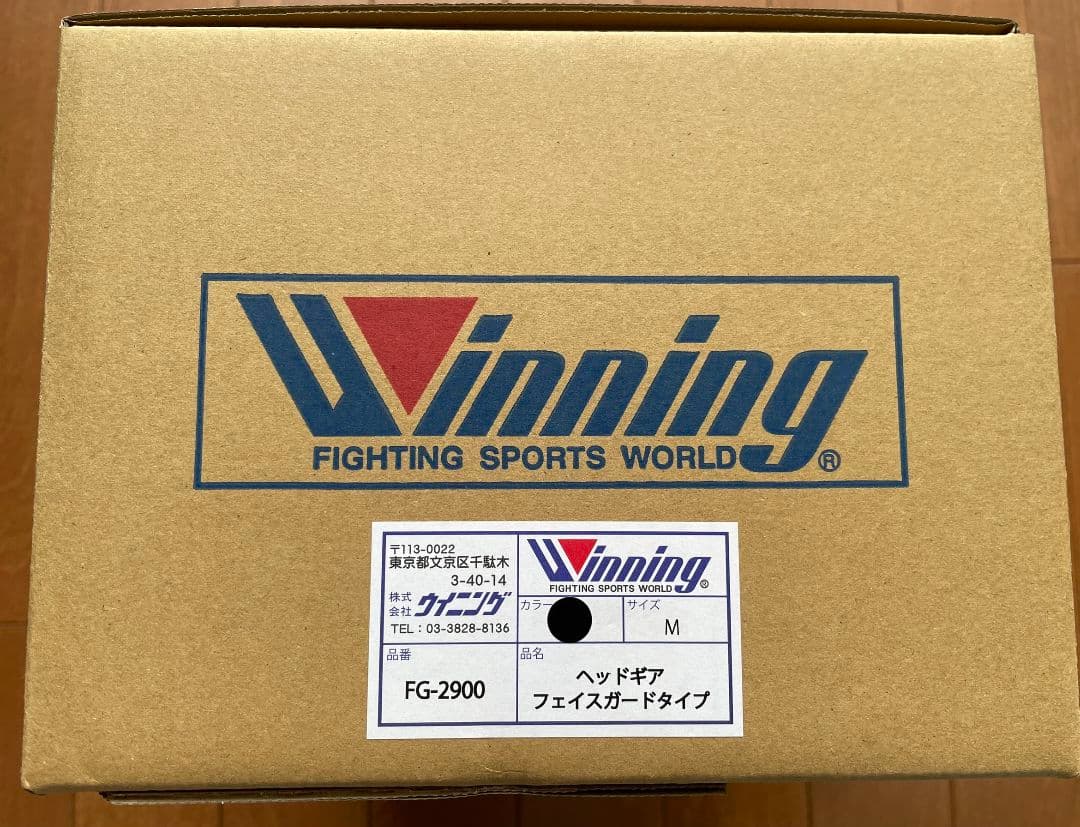 Winning
FIGHTING SPORTS WORLD®
〒113-0022
東京都文京区千駄木
3-40-14
株式会社 ウイニング
TEL：03-3828-8136
Winning
FIGHTING SPORTS WORLD®
カラー
サイズ
M
品番
FG-2900
品名
ヘッドギア
フェイスガードタイプ